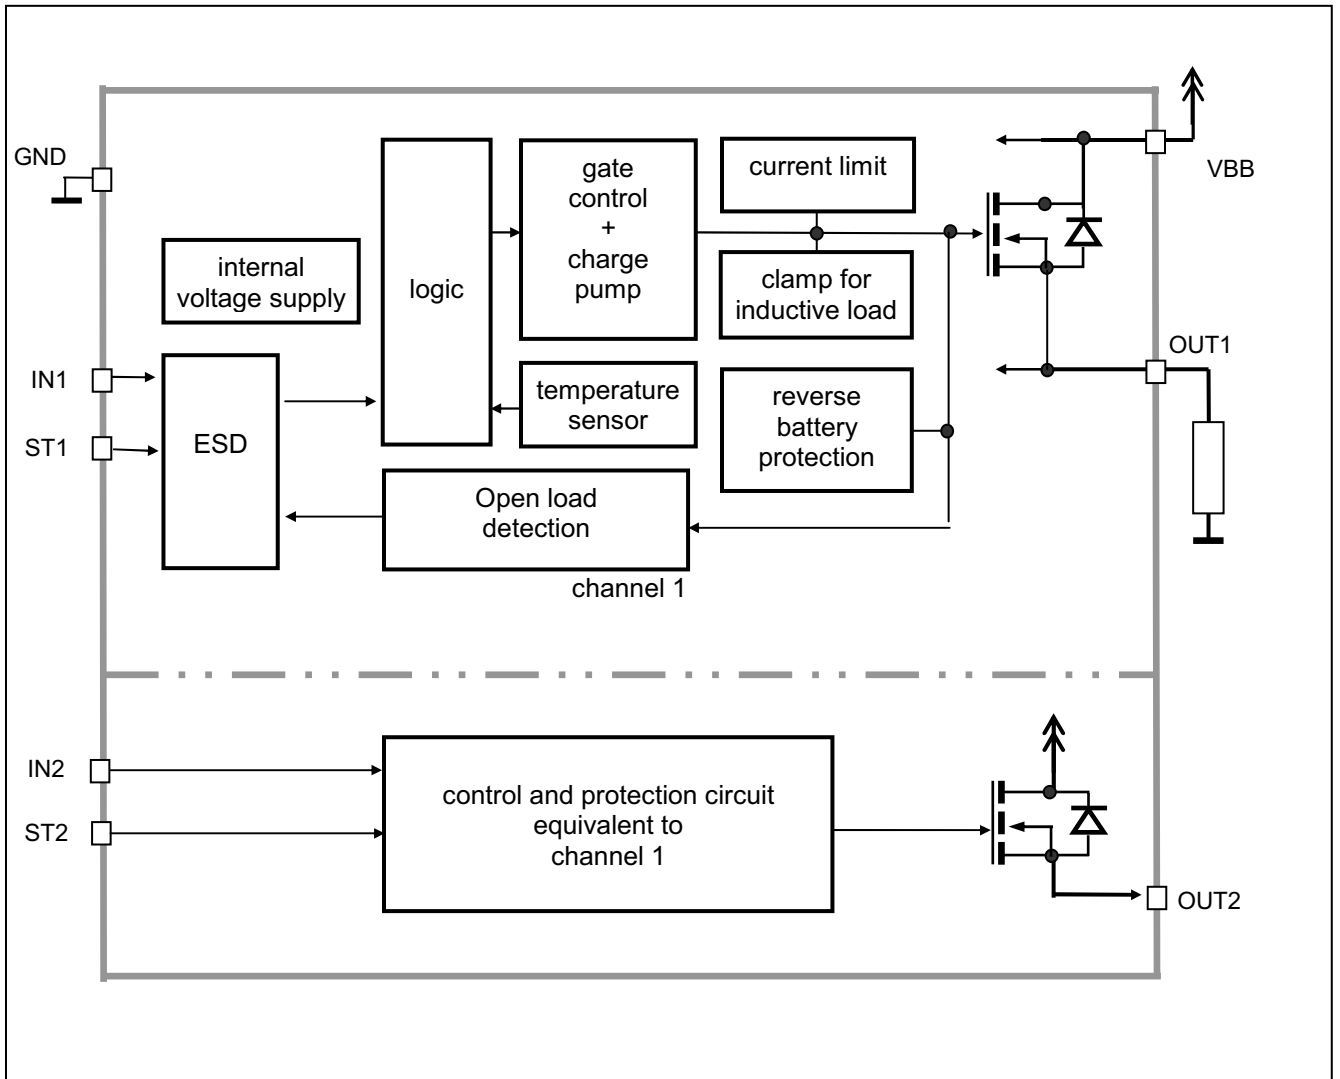 GND
VBB
gate
control
+
charge
pump
current limit
internal
voltage supply
logic
clamp for
inductive load
OUT1
IN1
ST1
ESD
temperature
sensor
reverse
battery
protection
Open load
detection
channel 1
IN2
ST2
control and protection circuit
equivalent to
channel 1
OUT2